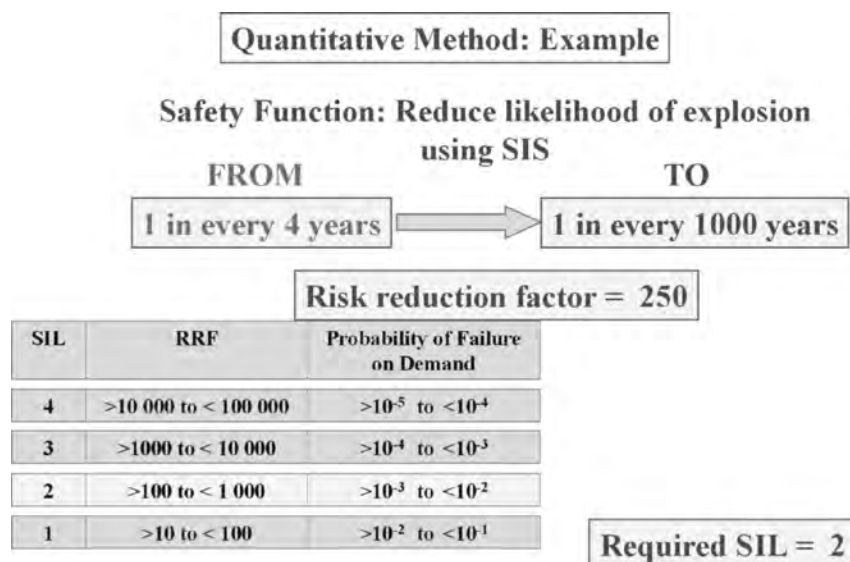 Quantitative Method: Example
Safety Function: Reduce likelihood of explosion
using SIS
FROM TO
1 in every 4 years 1 in every 1000 years
Risk reduction factor = 250
SIL RRF Probability of Failure
on Demand
4 >10 000 to < 100 000 >10⁻⁵ to <10⁻⁴
3 >1000 to < 10 000 >10⁻⁴ to <10⁻³
2 >100 to < 1 000 >10⁻³ to <10⁻²
1 >10 to < 100 >10⁻² to <10⁻¹
Required SIL = 2